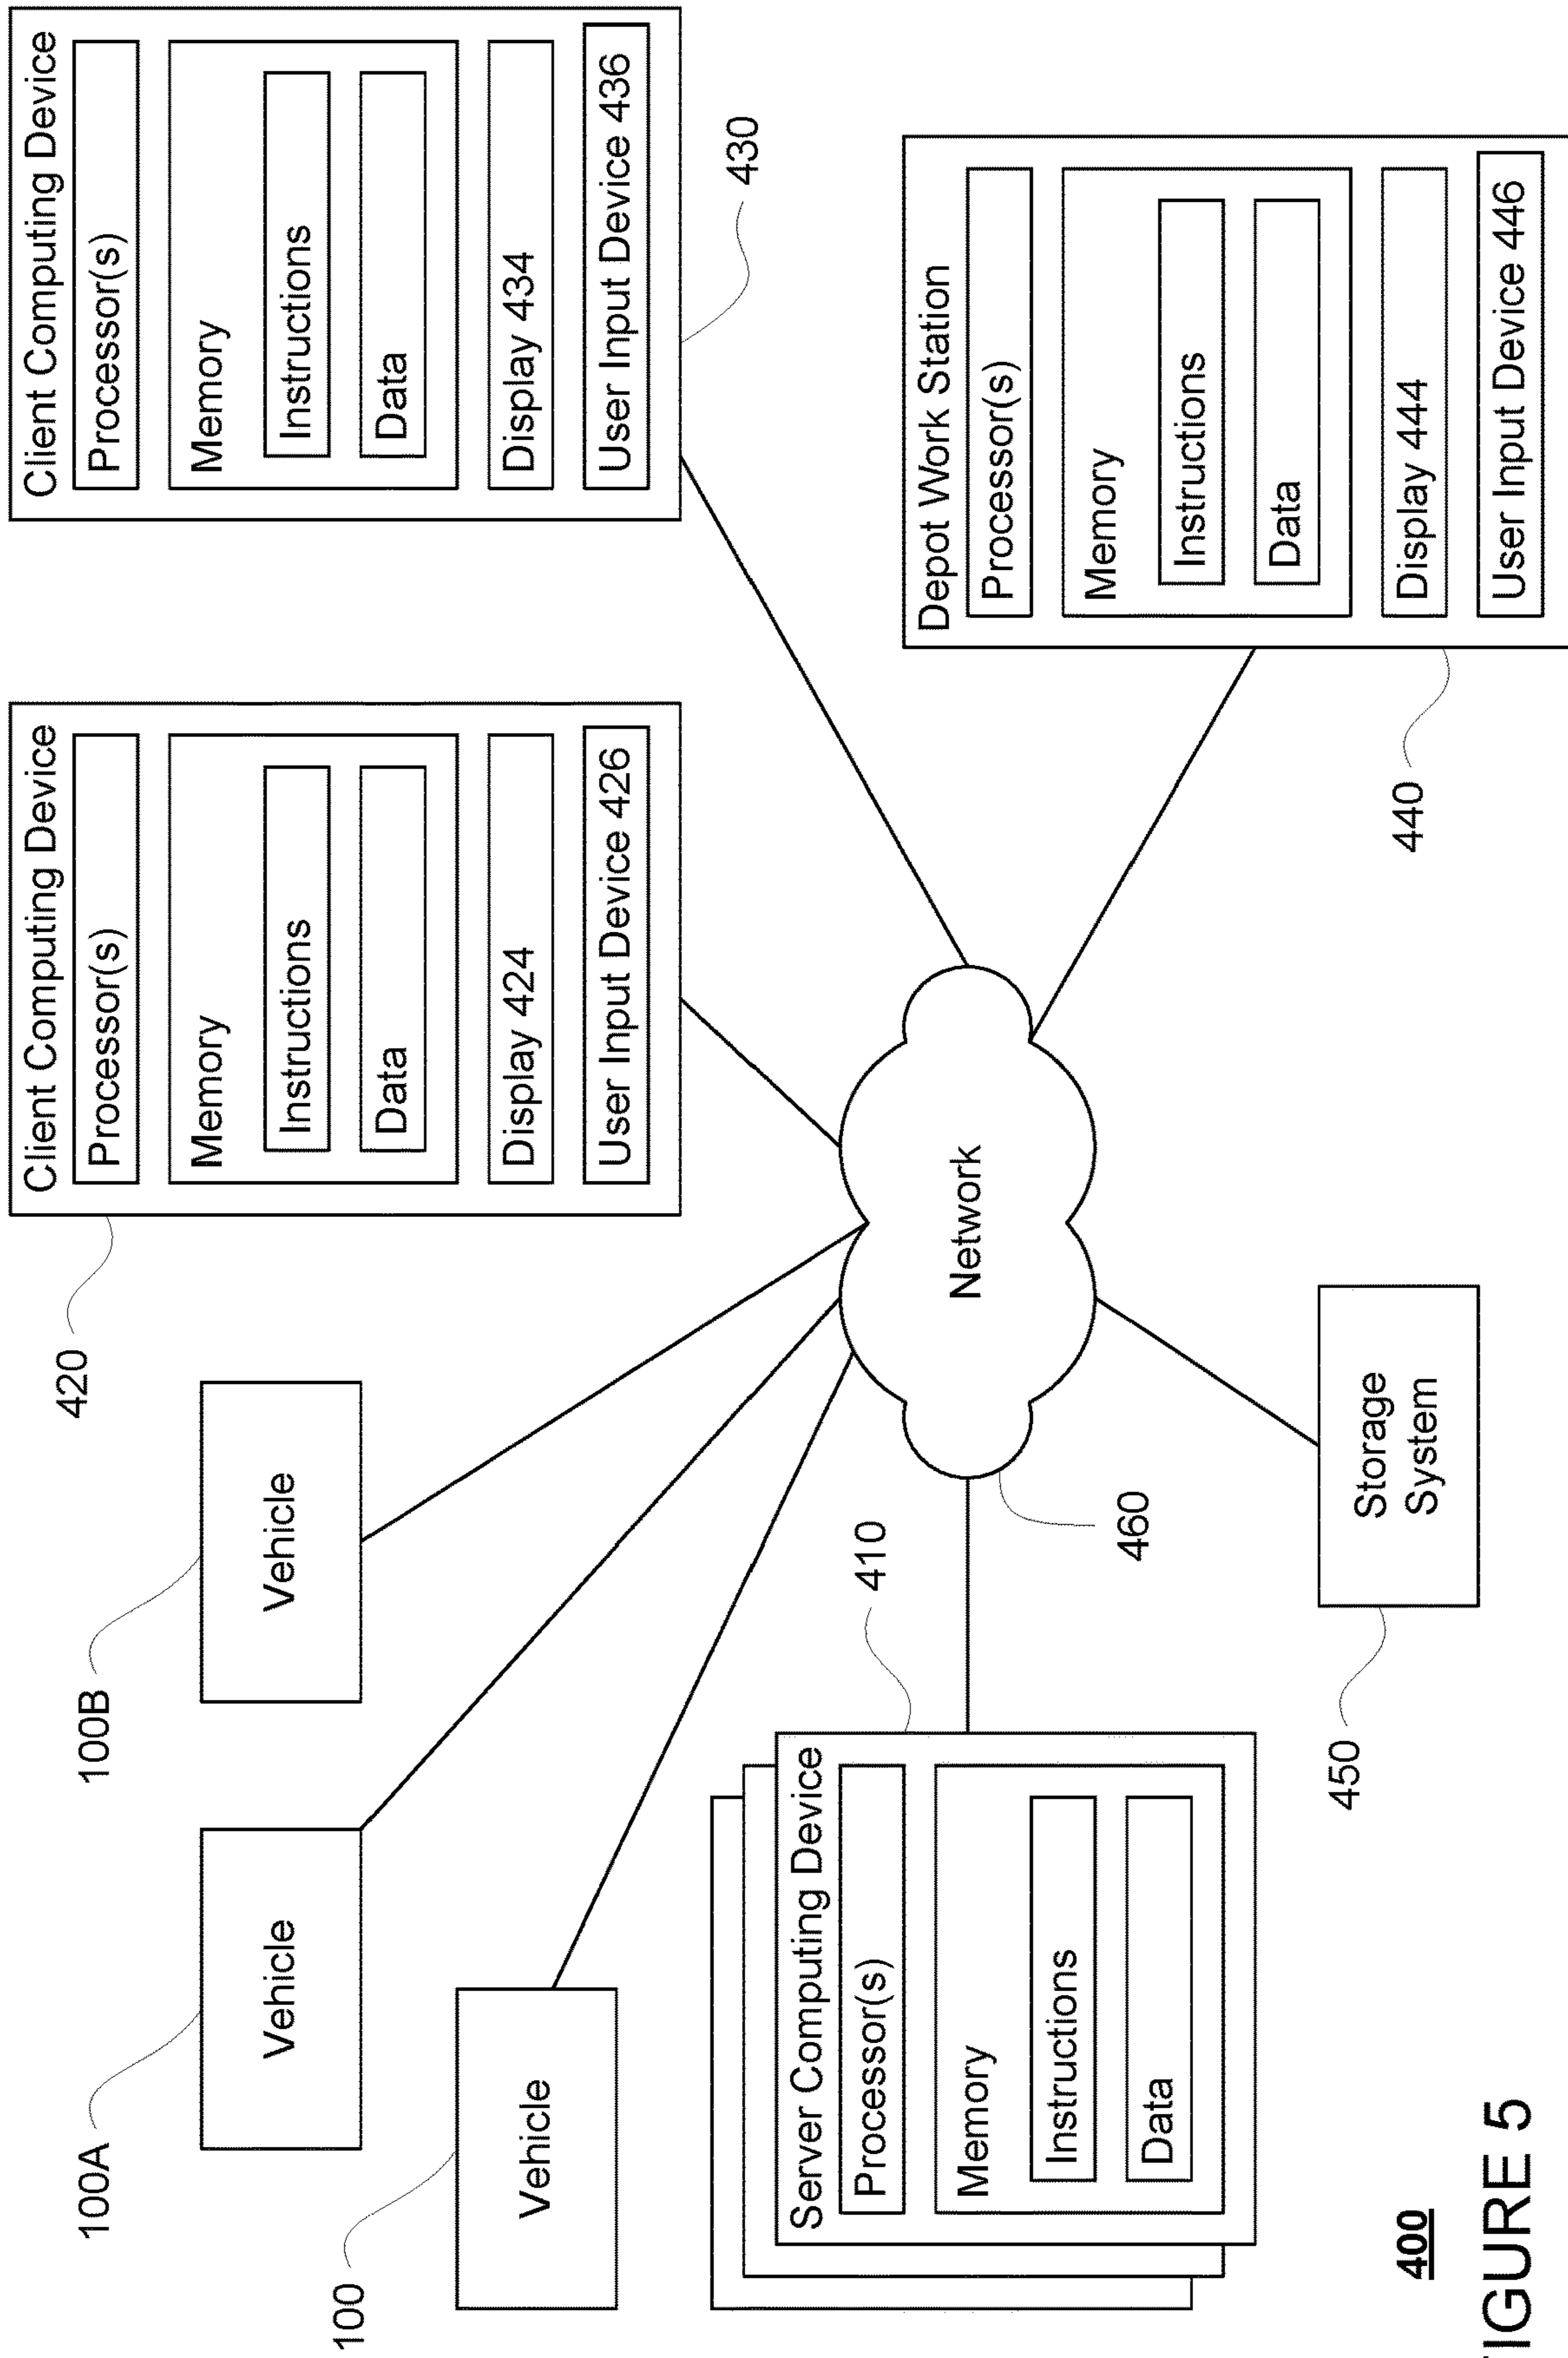 100A
Vehicle
100B
Vehicle
420
Client Computing Device
Processor(s)
Memory
Instructions
Data
Display 424
User Input Device 426
Client Computing Device
Processor(s)
Memory
Instructions
Data
Display 434
User Input Device 436
430
100
Vehicle
Server Computing Device
Processor(s)
Memory
Instructions
Data
410
460
Network
450
Storage
System
440
Depot Work Station
Processor(s)
Memory
Instructions
Data
Display 444
User Input Device 446
400
IGURE 5